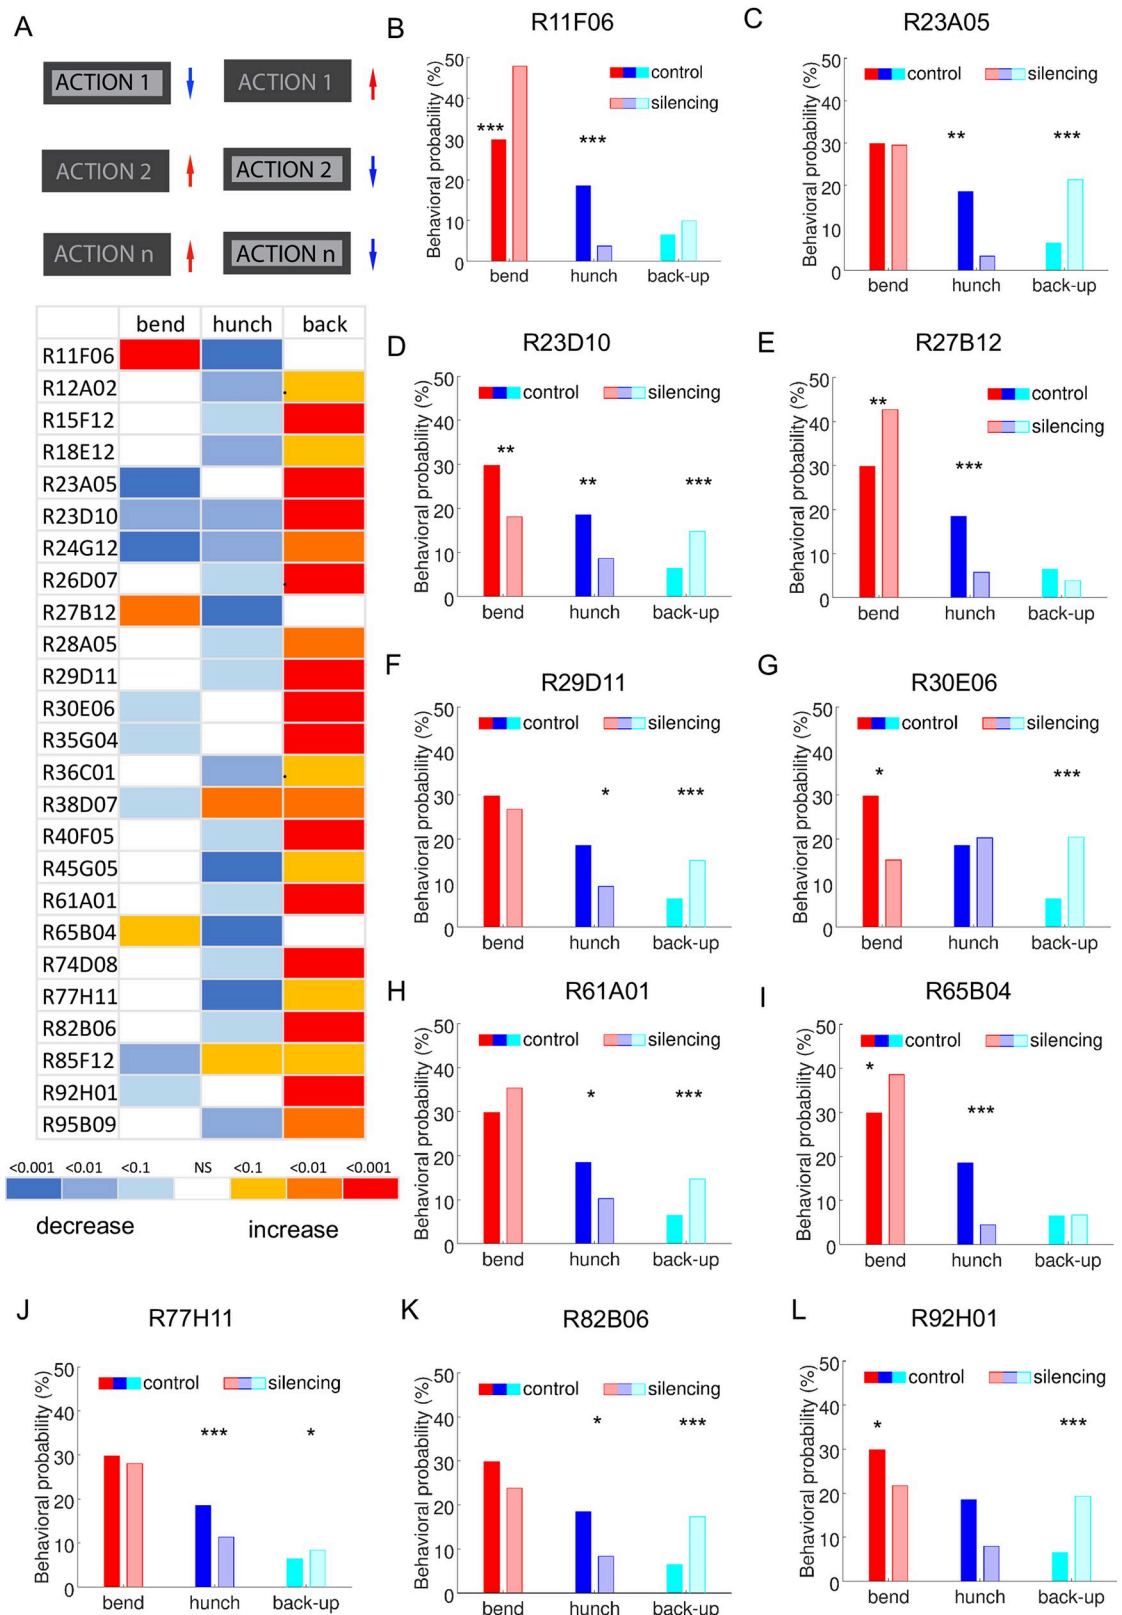 A
ACTION 1
ACTION 1
ACTION 2
ACTION 2
ACTION n
ACTION n
bend hunch back
R11F06
R12A02
R15F12
R18E12
R23A05
R23D10
R24G12
R26D07
R27B12
R28A05
R29D11
R30E06
R35G04
R36C01
R38D07
R40F05
R45G05
R61A01
R65B04
R74D08
R77H11
R82B06
R85F12
R92H01
R95B09
<0.001 <0.01 <0.1 NS <0.1 <0.01 <0.001
decrease increase
B
R11F06
Behavioral probability (%)
50
40
30
20
10
0
control
silencing
*** ***
bend hunch back-up
C
R23A05
Behavioral probability (%)
50
40
30
20
10
0
control silencing
** ***
bend hunch back-up
D
R23D10
Behavioral probability (%)
50
40
30
20
10
0
control silencing
** ** ***
bend hunch back-up
E
R27B12
Behavioral probability (%)
50
40
30
20
10
0
control
silencing
** ***
bend hunch back-up
F
R29D11
Behavioral probability (%)
50
40
30
20
10
0
control silencing
* ***
bend hunch back-up
G
R30E06
Behavioral probability (%)
50
40
30
20
10
0
control silencing
* ***
bend hunch back-up
H
R61A01
Behavioral probability (%)
50
40
30
20
10
0
control silencing
* ***
bend hunch back-up
I
R65B04
Behavioral probability (%)
50
40
30
20
10
0
control silencing
* ***
bend hunch back-up
J
R77H11
Behavioral probability (%)
50
40
30
20
10
0
control silencing
*** *
bend hunch back-up
K
R82B06
Behavioral probability (%)
50
40
30
20
10
0
control silencing
* ***
bend hunch back-up
L
R92H01
Behavioral probability (%)
50
40
30
20
10
0
control silencing
* ***
bend hunch back-up